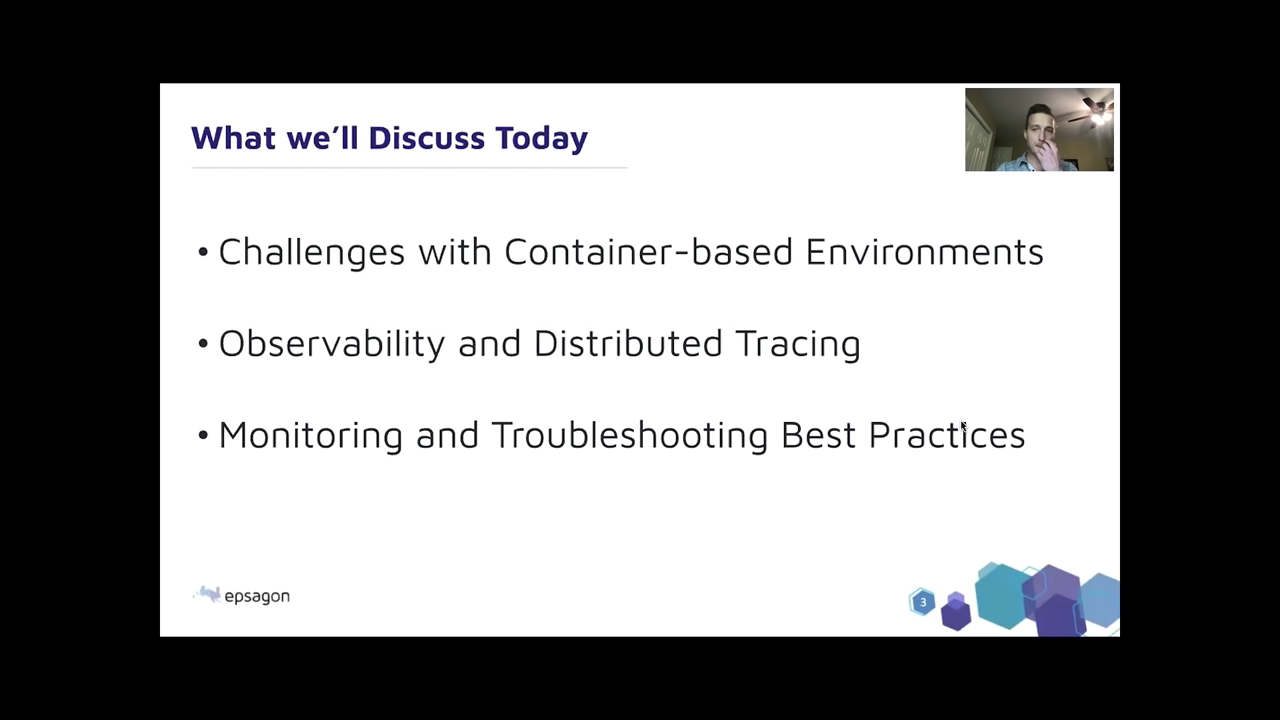 What we’ll Discuss Today
• Challenges with Container-based Environments
• Observability and Distributed Tracing
• Monitoring and Troubleshooting Best Practices
epsagon
3